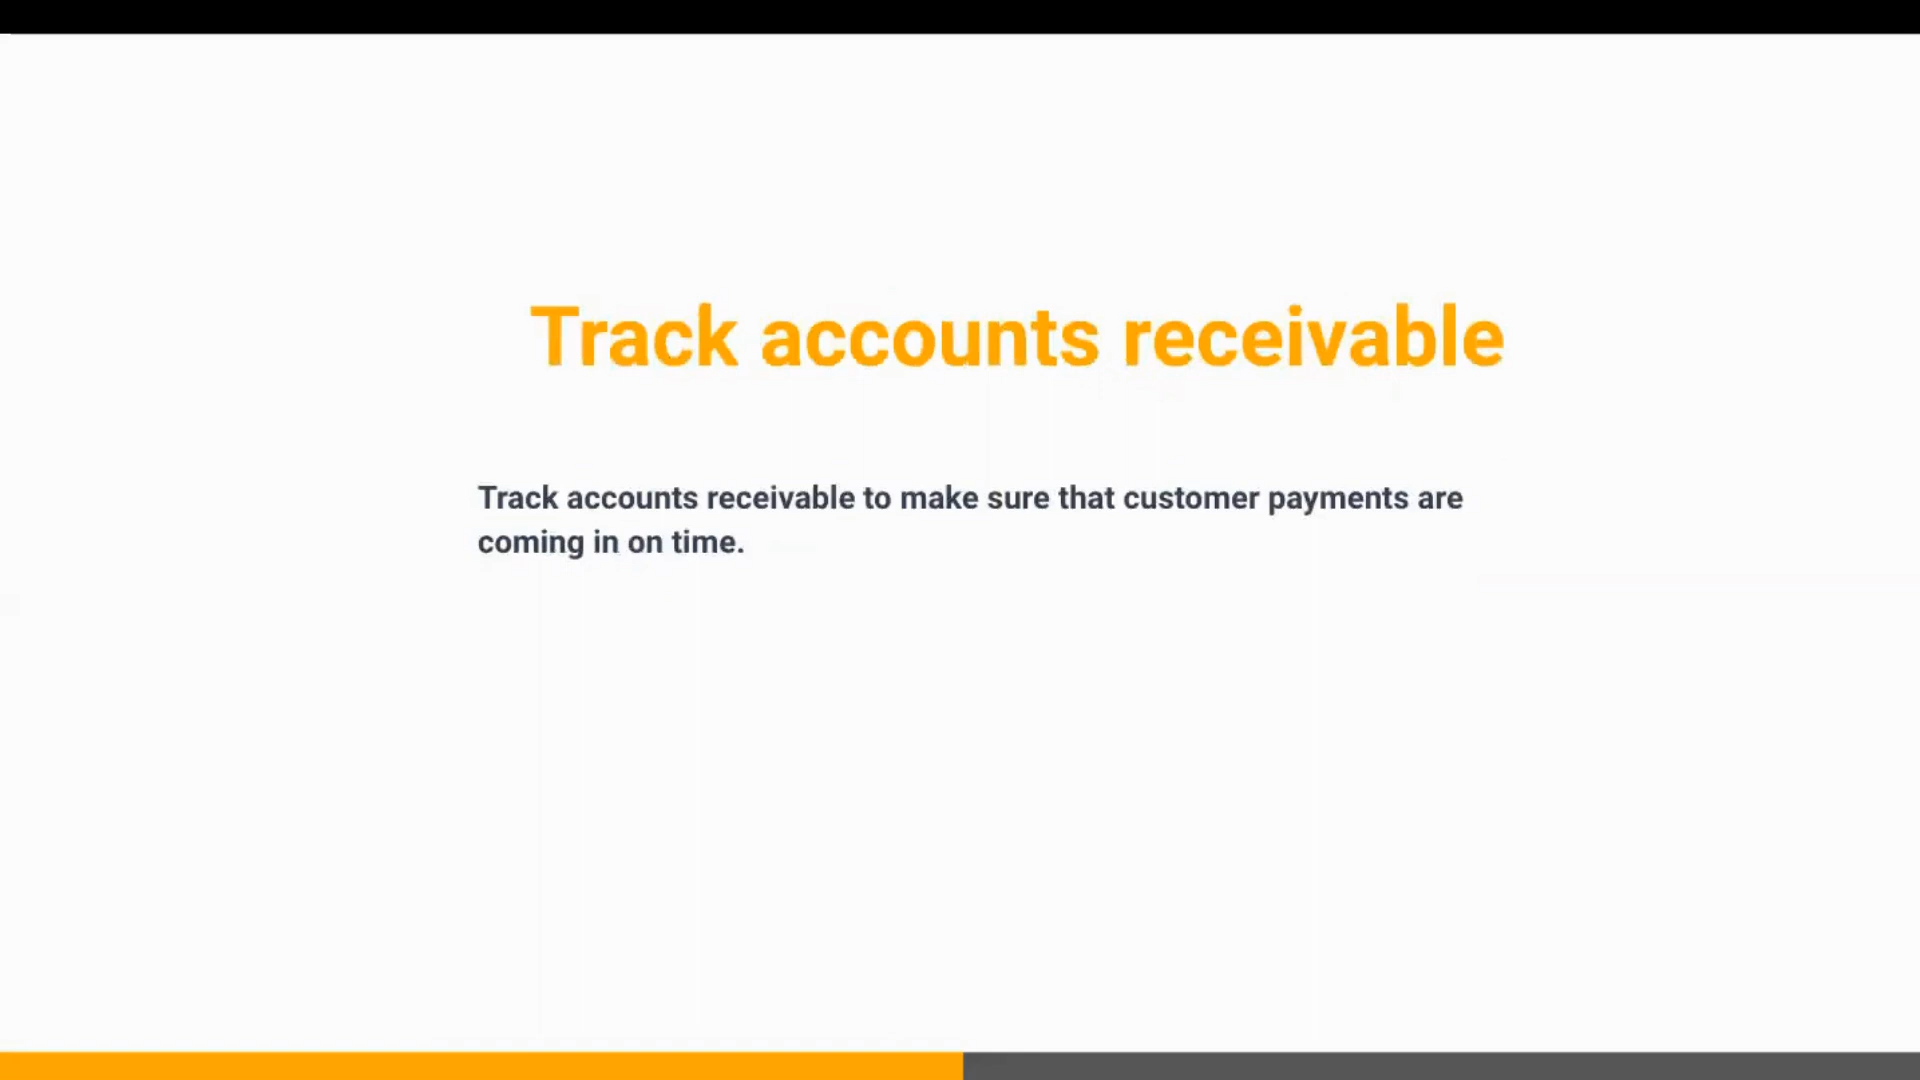 Track accounts receivable
Track accounts receivable to make sure that customer payments are
coming in on time.